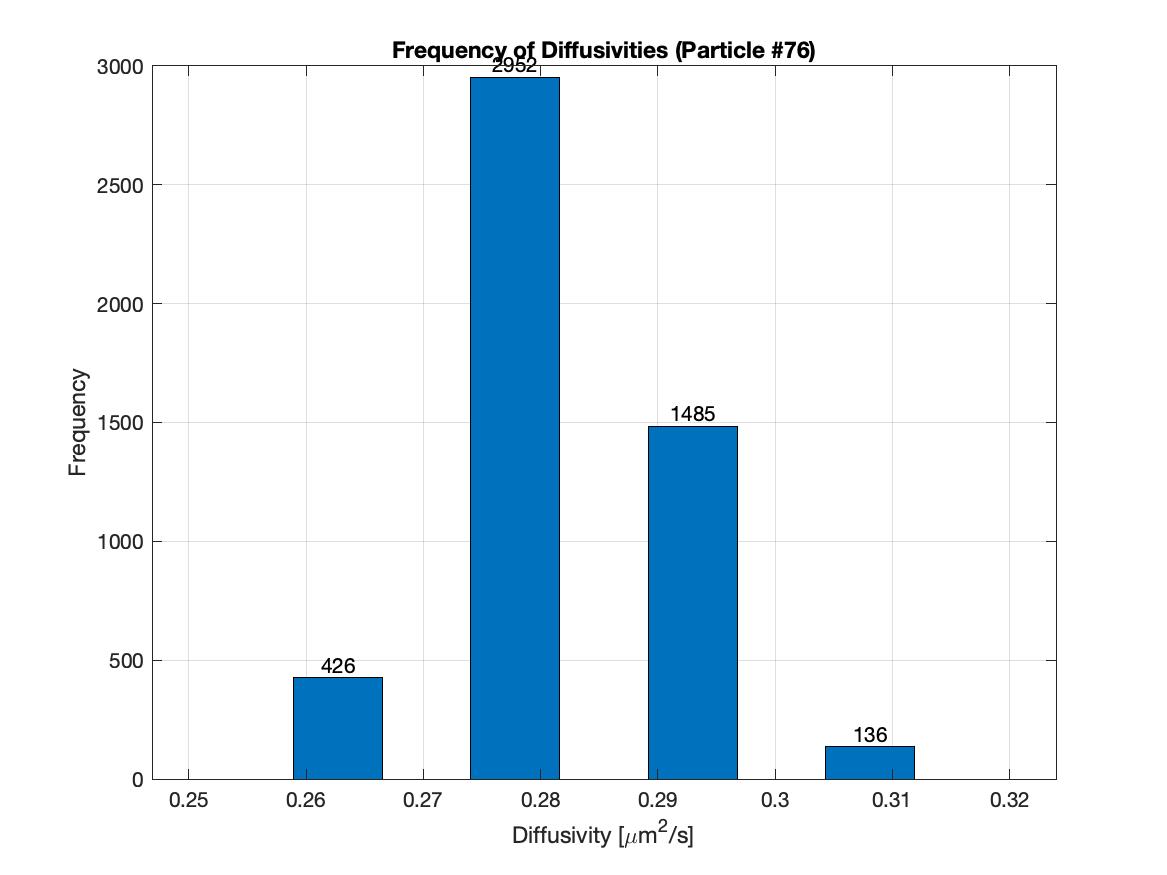 Frequency of Diffusivities (Particle #76)
3000
2952
2500
2000
1500
1485
1000
500
426
136
0
Frequency
0.25 0.26 0.27 0.28 0.29 0.3 0.31 0.32
Diffusivity [μm²/s]